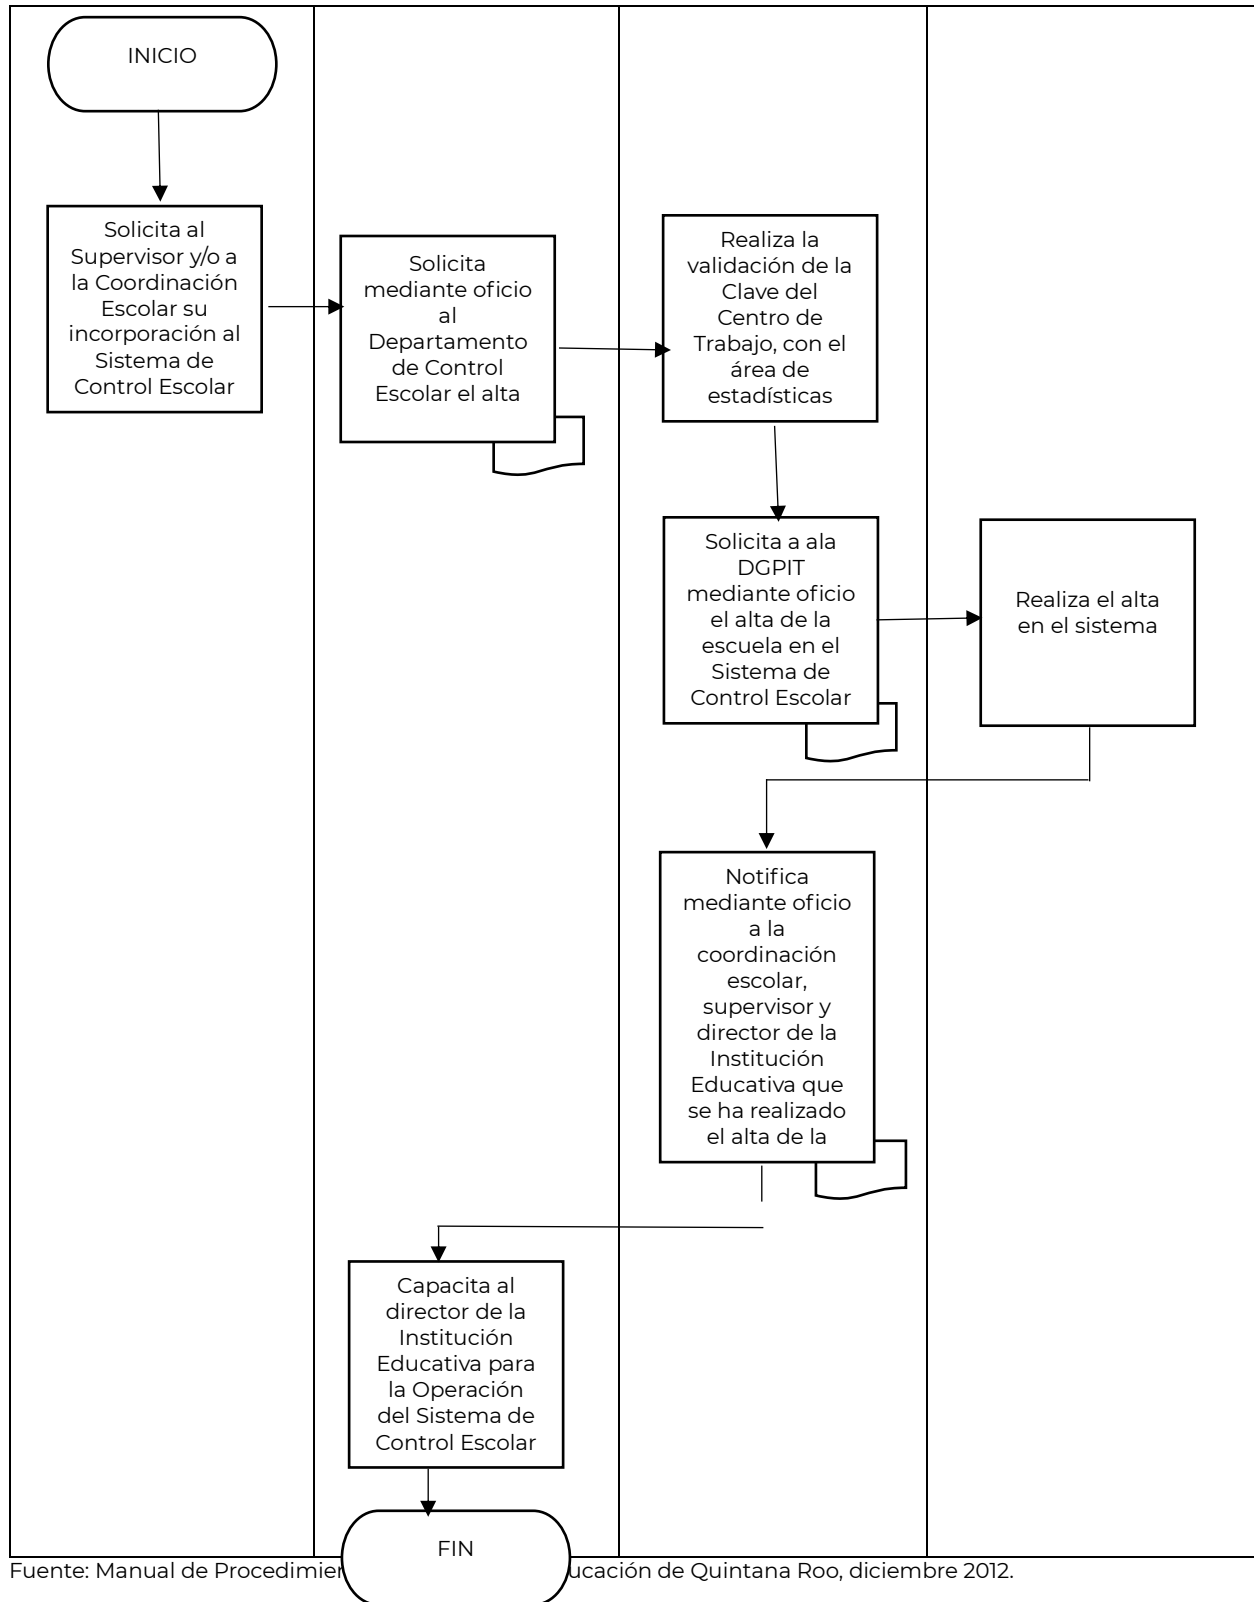 INICIO
Solicita al
Supervisor y/o a
la Coordinación
Escolar su
incorporación al
Sistema de
Control Escolar
Solicita
mediante oficio
al
Departamento
de Control
Escolar el alta
Realiza la
validación de la
Clave del
Centro de
Trabajo, con el
área de
estadísticas
Solicita a ala
DGPIT
mediante oficio
el alta de la
escuela en el
Sistema de
Control Escolar
Realiza el alta
en el sistema
Notifica
mediante oficio
a la
coordinación
escolar,
supervisor y
director de la
Institución
Educativa que
se ha realizado
el alta de la
Capacita al
director de la
Institución
Educativa para
la Operación
del Sistema de
Control Escolar
FIN
Fuente: Manual de Procedimien ucación de Quintana Roo, diciembre 2012.